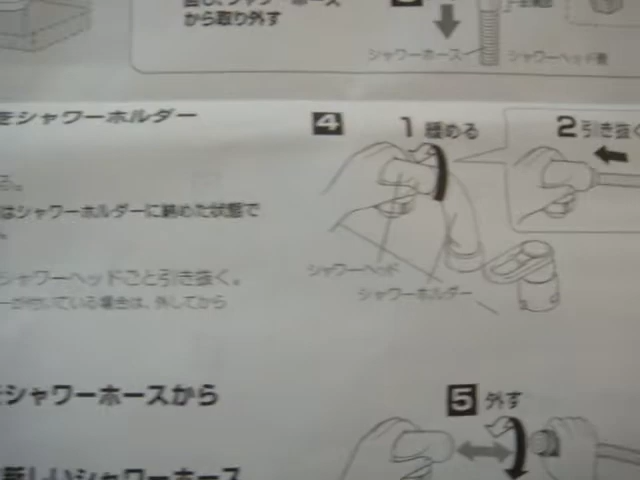 から取り外す
シャワーホース
シャワーヘッド側
をシャワーホルダー
4
1 緩める
2 引き抜く
る。
はシャワーホルダーに納めた状態で
シャワーヘッドごと引き抜く。
ーが付いている場合は、外してから
シャワーヘッド
シャワーホルダー
をシャワーホースから
5 外す
新しいシャワーホース